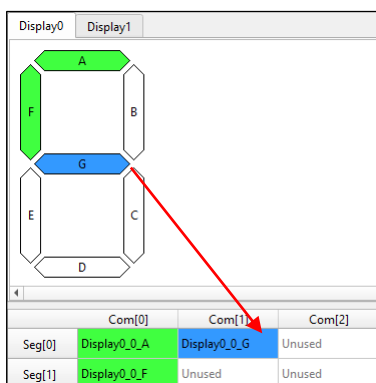 Display0 Display1
A
F B
G
E C
D
Com[0] Com[1] Com[2]
Seg[0] Display0_0_A Display0_0_G Unused
Seg[1] Display0_0_F Unused Unused